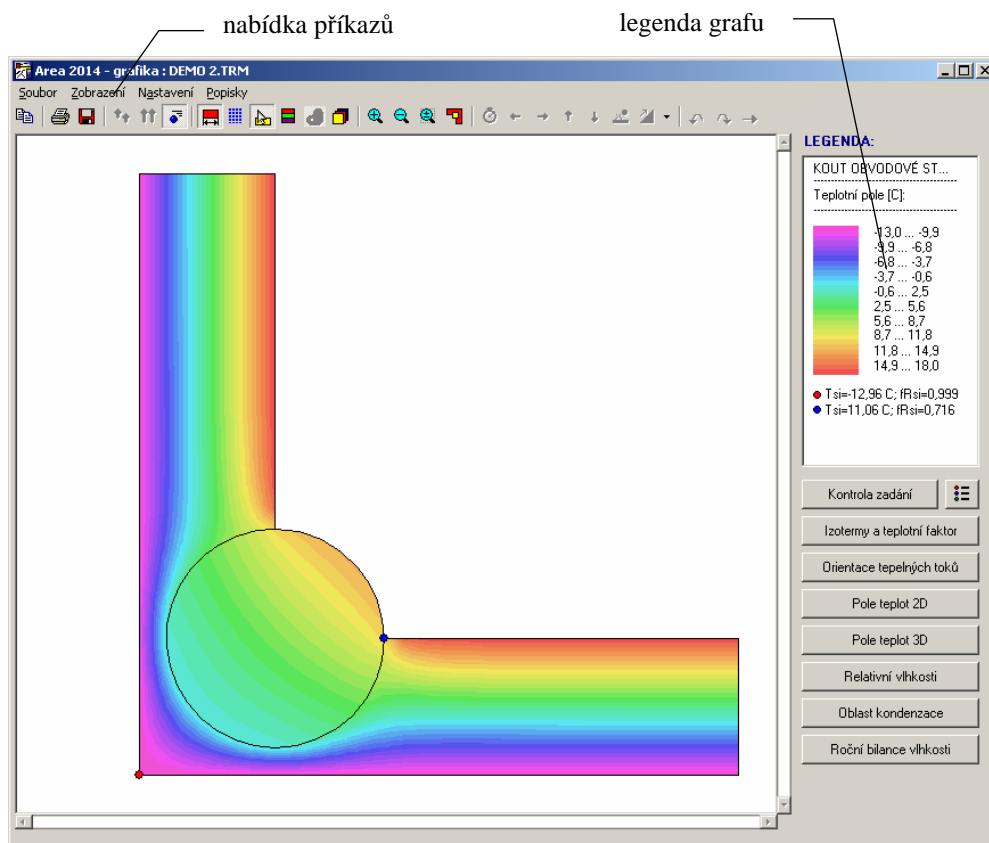 nabídka příkazů
legenda grafu
Area 2014 - grafika : DEMO 2.TRM
Soubor Zobrazení Nastavení Popisky
LEGENDA:
KOUT OBVODOVÉ ST...
Teplotní pole [C]:
-13,0 ... -9,9
-9,9 ... -6,8
-6,8 ... -3,7
-3,7 ... -0,6
-0,6 ... 2,5
2,5 ... 5,6
5,6 ... 8,7
8,7 ... 11,8
11,8 ... 14,9
14,9 ... 18,0
Tsi=-12,96 C; fRsi=0,999
Tsi=11,06 C; fRsi=0,716
Kontrola zadání
Izotermy a teplotní faktor
Orientace tepelných toků
Pole teplot 2D
Pole teplot 3D
Relativní vlhkosti
Oblast kondenzace
Roční bilance vlhkosti